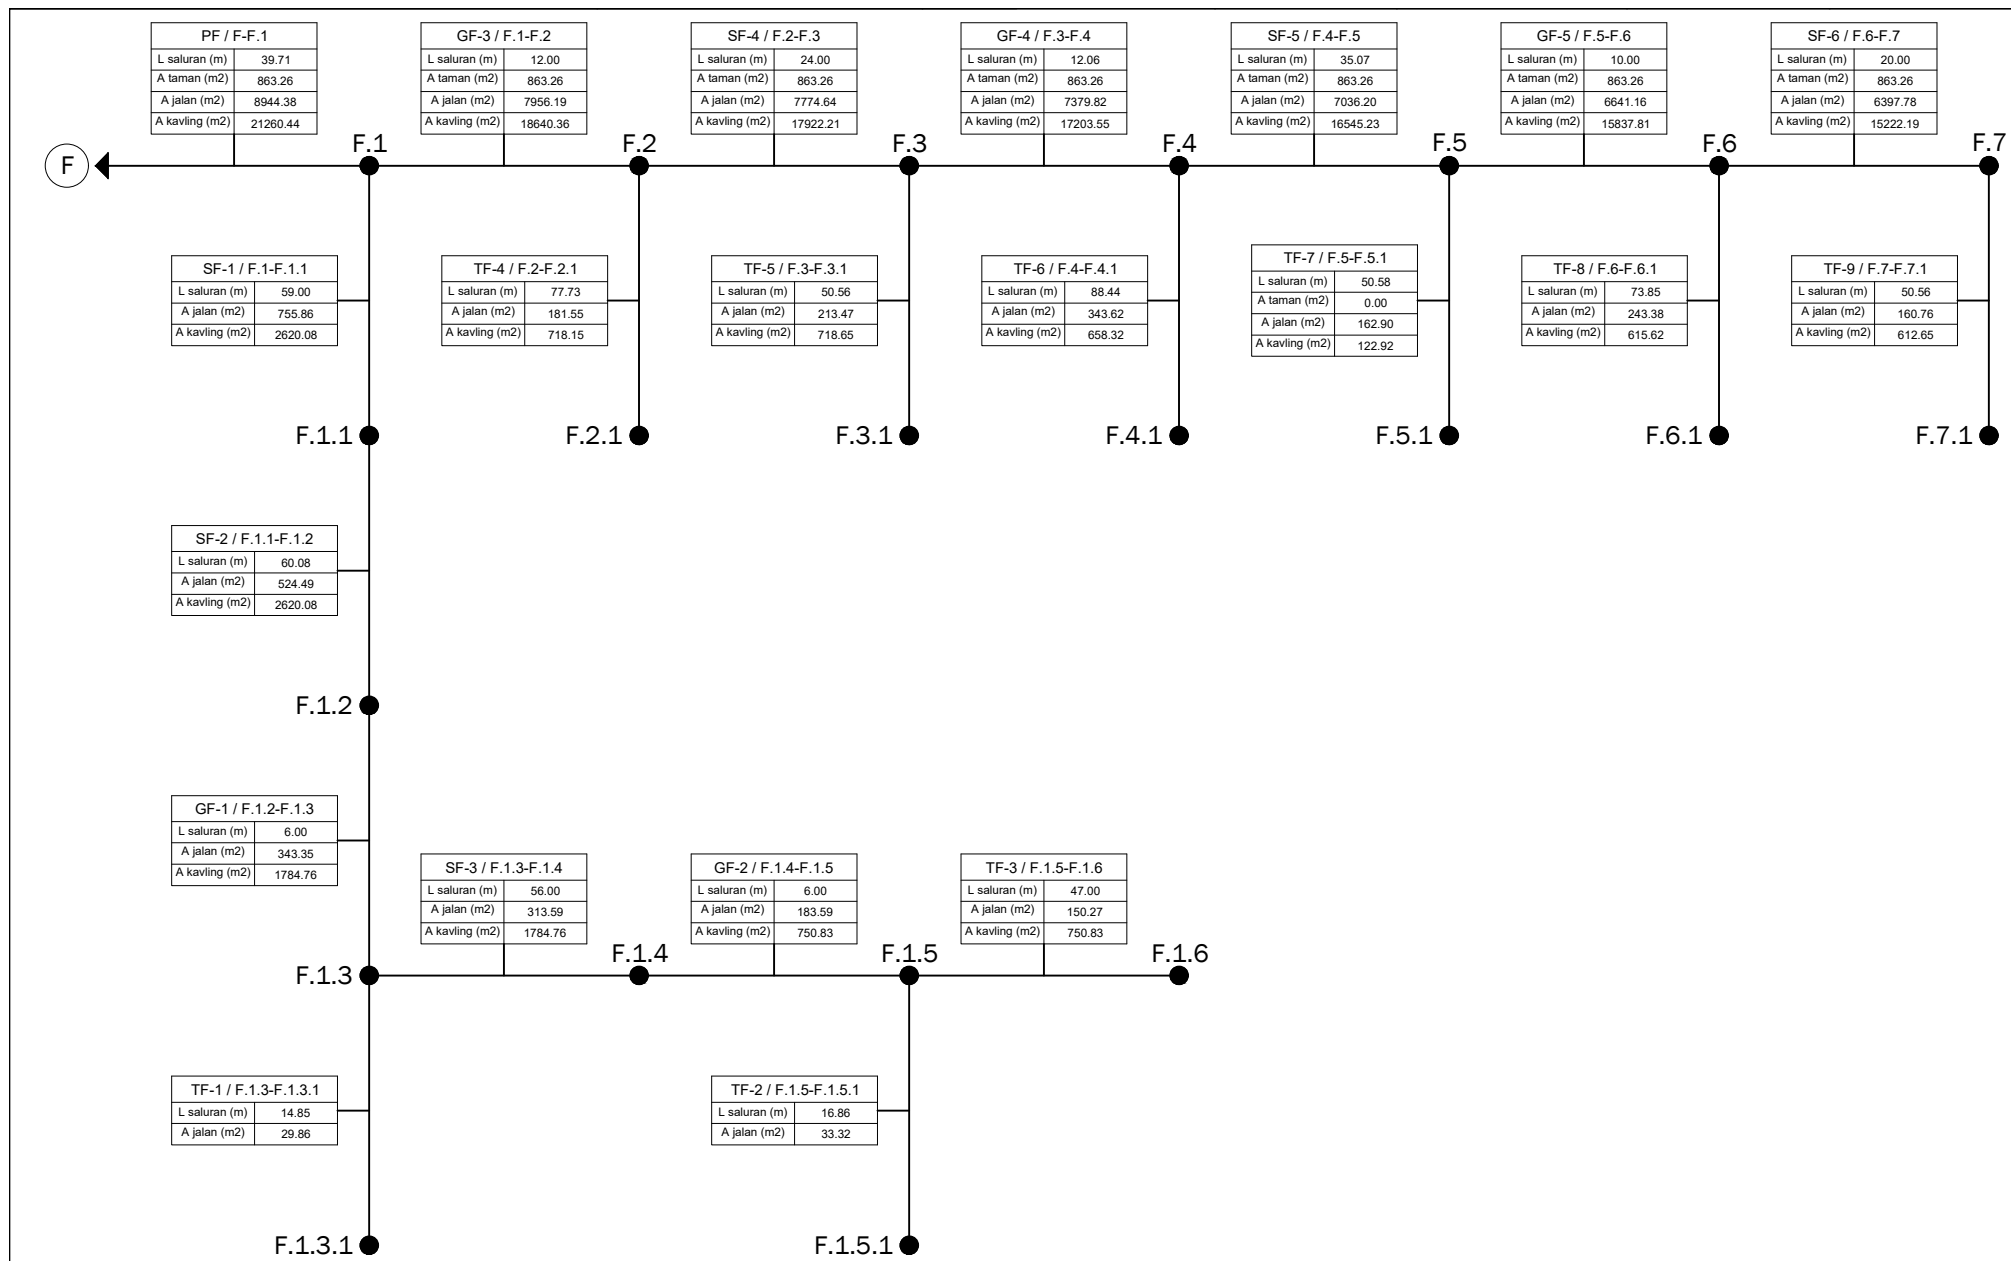 PF / F-F.1
L saluran (m) 39.71
A taman (m2) 863.26
A jalan (m2) 8944.38
A kavling (m2) 21260.44
GF-3 / F.1-F.2
L saluran (m) 12.00
A taman (m2) 863.26
A jalan (m2) 7956.19
A kavling (m2) 18640.36
SF-4 / F.2-F.3
L saluran (m) 24.00
A taman (m2) 863.26
A jalan (m2) 7774.64
A kavling (m2) 17922.21
GF-4 / F.3-F.4
L saluran (m) 12.06
A taman (m2) 863.26
A jalan (m2) 7379.82
A kavling (m2) 17203.55
SF-5 / F.4-F.5
L saluran (m) 35.07
A taman (m2) 863.26
A jalan (m2) 7036.20
A kavling (m2) 16545.23
GF-5 / F.5-F.6
L saluran (m) 10.00
A taman (m2) 863.26
A jalan (m2) 6641.16
A kavling (m2) 15837.81
SF-6 / F.6-F.7
L saluran (m) 20.00
A taman (m2) 863.26
A jalan (m2) 6397.78
A kavling (m2) 15222.19
F
F.1
F.2
F.3
F.4
F.5
F.6
F.7
SF-1 / F.1-F.1.1
L saluran (m) 59.00
A jalan (m2) 755.86
A kavling (m2) 2620.08
TF-4 / F.2-F.2.1
L saluran (m) 77.73
A jalan (m2) 181.55
A kavling (m2) 718.15
TF-5 / F.3-F.3.1
L saluran (m) 50.56
A jalan (m2) 213.47
A kavling (m2) 718.65
TF-6 / F.4-F.4.1
L saluran (m) 88.44
A jalan (m2) 343.62
A kavling (m2) 658.32
TF-7 / F.5-F.5.1
L saluran (m) 50.58
A taman (m2) 0.00
A jalan (m2) 162.90
A kavling (m2) 122.92
TF-8 / F.6-F.6.1
L saluran (m) 73.85
A jalan (m2) 243.38
A kavling (m2) 615.62
TF-9 / F.7-F.7.1
L saluran (m) 50.56
A jalan (m2) 160.76
A kavling (m2) 612.65
F.1.1
F.2.1
F.3.1
F.4.1
F.5.1
F.6.1
F.7.1
SF-2 / F.1.1-F.1.2
L saluran (m) 60.08
A jalan (m2) 524.49
A kavling (m2) 2620.08
F.1.2
GF-1 / F.1.2-F.1.3
L saluran (m) 6.00
A jalan (m2) 343.35
A kavling (m2) 1784.76
SF-3 / F.1.3-F.1.4
L saluran (m) 56.00
A jalan (m2) 313.59
A kavling (m2) 1784.76
GF-2 / F.1.4-F.1.5
L saluran (m) 6.00
A jalan (m2) 183.59
A kavling (m2) 750.83
TF-3 / F.1.5-F.1.6
L saluran (m) 47.00
A jalan (m2) 150.27
A kavling (m2) 750.83
F.1.3
F.1.4
F.1.5
F.1.6
TF-1 / F.1.3-F.1.3.1
L saluran (m) 14.85
A jalan (m2) 29.86
TF-2 / F.1.5-F.1.5.1
L saluran (m) 16.86
A jalan (m2) 33.32
F.1.3.1
F.1.5.1